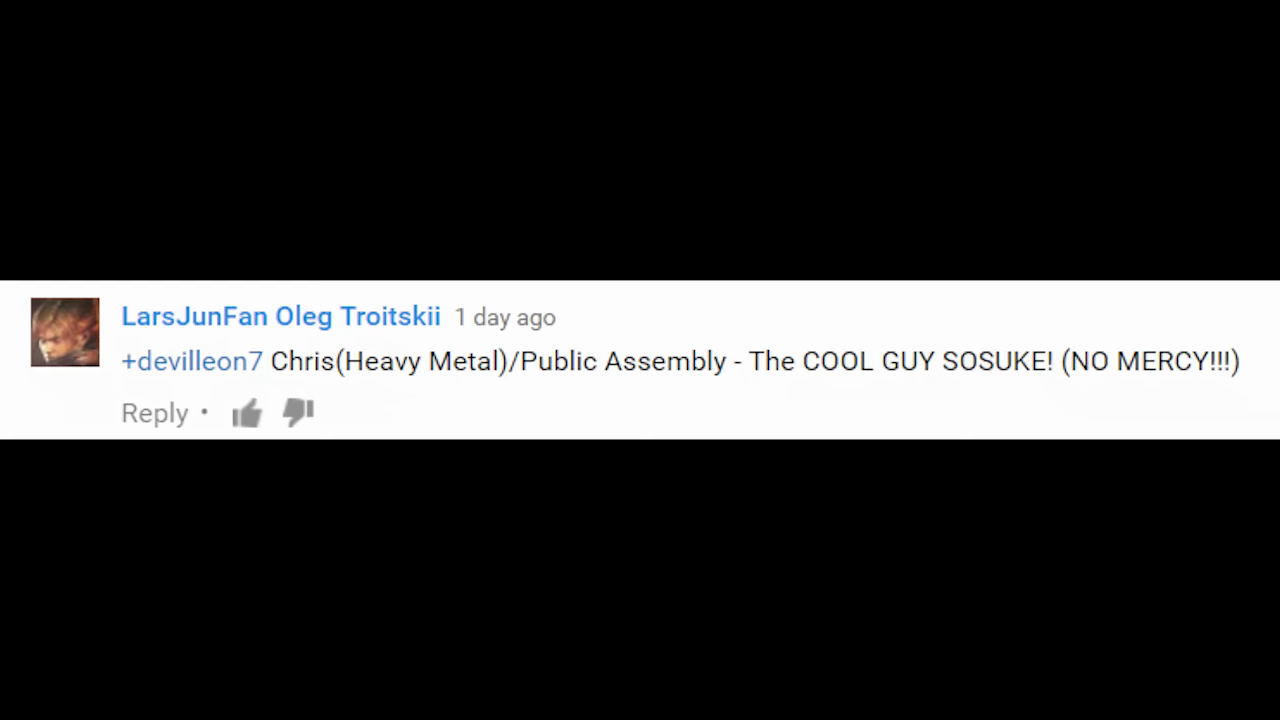 LarsJunFan Oleg Troitskii 1 day ago
+devilleon7 Chris(Heavy Metal)/Public Assembly - The COOL GUY SOSUKE! (NO MERCY!!!)
Reply •